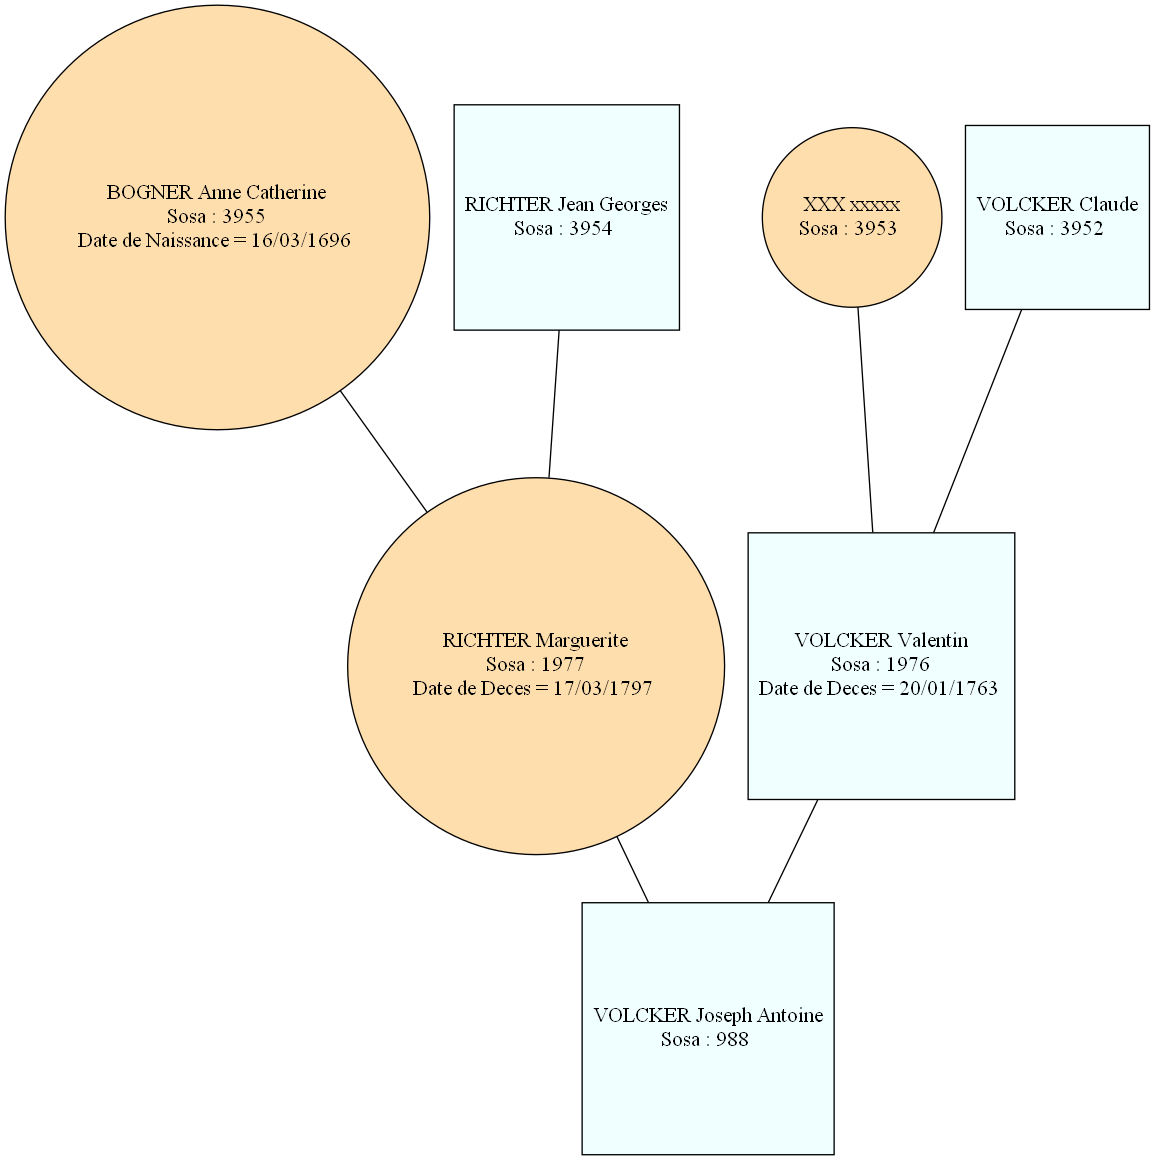 BOGNER Anne Catherine
Sosa : 3955
Date de Naissance = 16/03/1696
RICHTER Jean Georges
Sosa : 3954
XXX xxxxx
Sosa : 3953
VOLCKER Claude
Sosa : 3952
RICHTER Marguerite
Sosa : 1977
Date de Deces = 17/03/1797
VOLCKER Valentin
Sosa : 1976
Date de Deces = 20/01/1763
VOLCKER Joseph Antoine
Sosa : 988